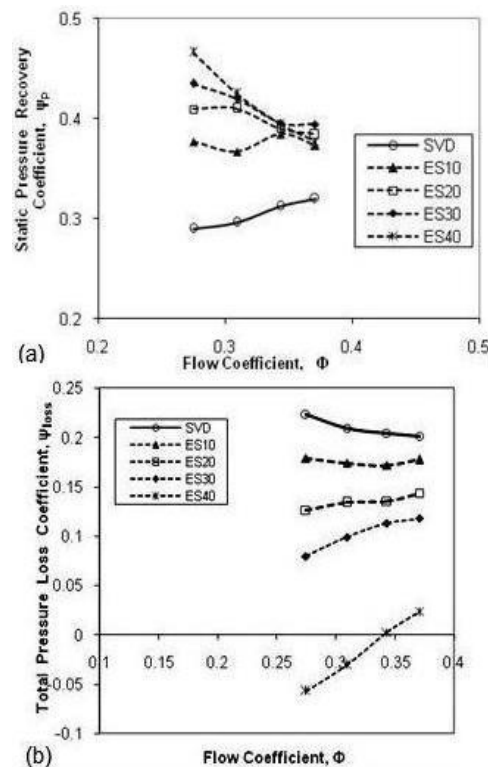 Static Pressure Recovery
Coefficient, Ψp
0.5
0.4
0.3
0.2
SVD
ES10
ES20
ES30
ES40
0.2
0.3
0.4
0.5
(a)
Flow Coefficient, Φ
Total Pressure Loss Coefficient, Ψloss
0.25
0.2
0.15
0.1
0.05
0
-0.05
-0.1
SVD
ES10
ES20
ES30
ES40
0.1
0.15
0.2
0.25
0.3
0.35
0.4
(b)
Flow Coefficient, Φ